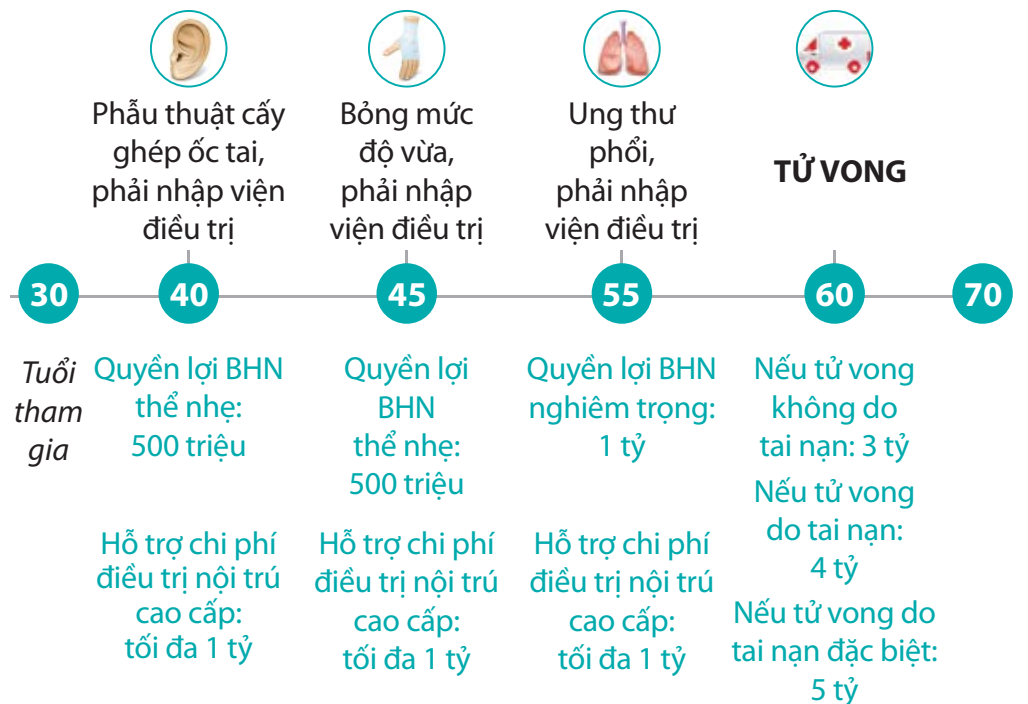 Phẫu thuật cấy
ghép ốc tai,
phải nhập viện
điều trị
Bỏng mức
độ vừa,
phải nhập
viện điều trị
Ung thư
phổi,
phải nhập
viện điều trị
TỬ VONG
30
40
45
55
60
70
Tuổi
tham
gia
Quyền lợi BHN
thể nhẹ:
500 triệu
Hỗ trợ chi phí
điều trị nội trú
cao cấp:
tối đa 1 tỷ
Quyền lợi
BHN
thể nhẹ:
500 triệu
Hỗ trợ chi phí
điều trị nội trú
cao cấp:
tối đa 1 tỷ
Quyền lợi BHN
nghiêm trọng:
1 tỷ
Hỗ trợ chi phí
điều trị nội trú
cao cấp:
tối đa 1 tỷ
Nếu tử vong
không do
tai nạn: 3 tỷ
Nếu tử vong
do tai nạn:
4 tỷ
Nếu tử vong do
tai nạn đặc biệt:
5 tỷ